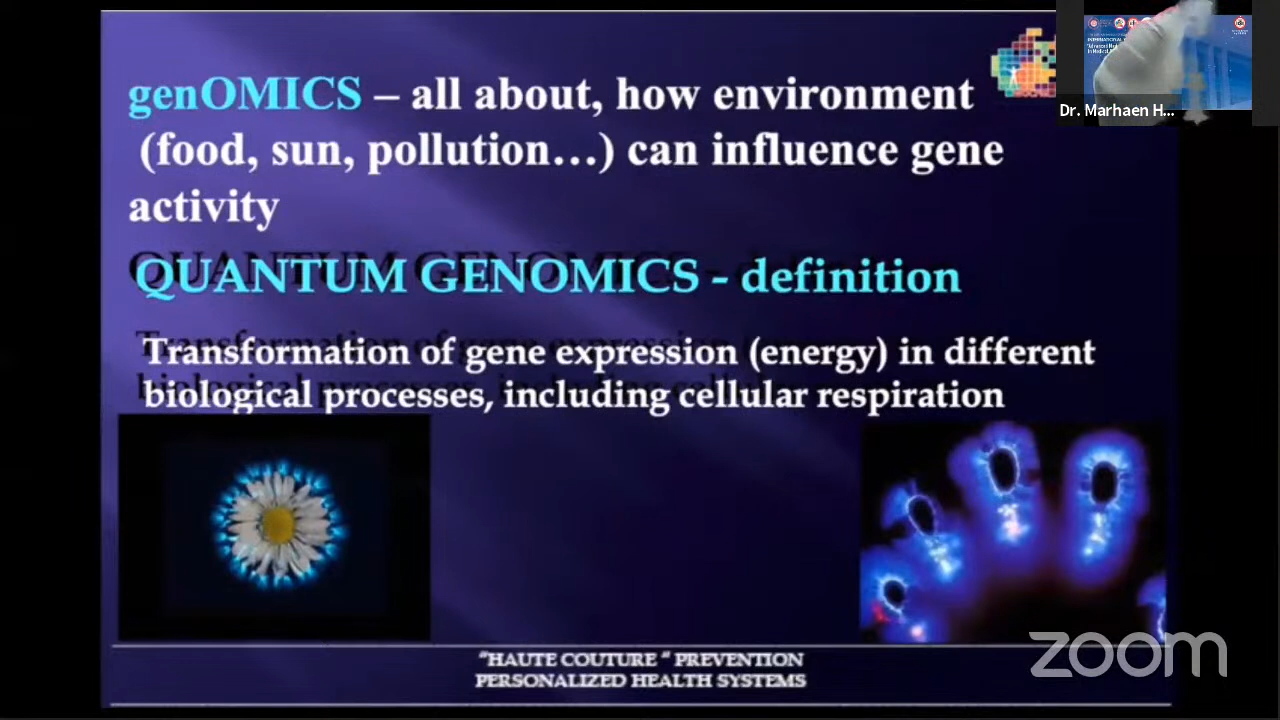 genOMICS – all about, how environment
(food, sun, pollution…) can influence gene
activity
QUANTUM GENOMICS - definition
Transformation of gene expression (energy) in different
biological processes, including cellular respiration
“HAUTE COUTURE “ PREVENTION
PERSONALIZED HEALTH SYSTEMS
Dr. Marhaen H...
zoom